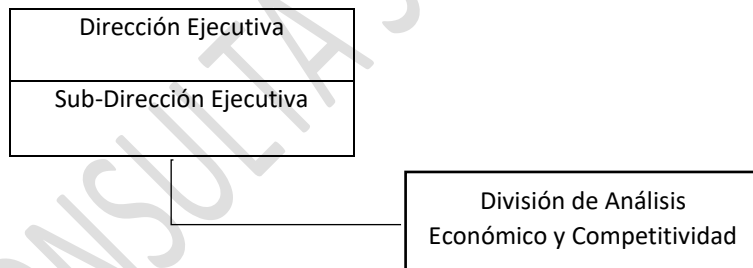 Dirección Ejecutiva
Sub-Dirección Ejecutiva
División de Análisis
Económico y Competitividad